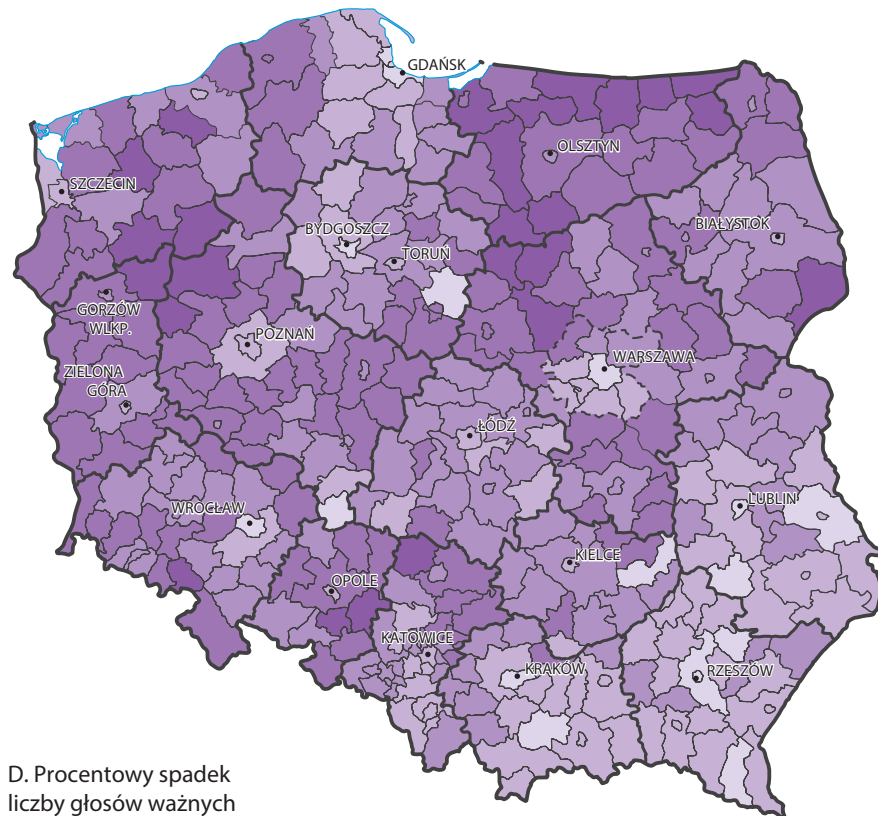 GDAŃSK
OLSZTYN
SZCZECIN
BIAŁYSTOK
BYDGOSZCZ
TORUŃ
GORZÓW
WLKP.
POZNAŃ
WARSZAWA
ZIELONA
GÓRA
ŁÓDŹ
WROCŁAW
LUBLIN
KIELCE
OPOLE
KATOWICE
KRAKÓW
RZESZÓW
D. Procentowy spadek
liczby głosów ważnych